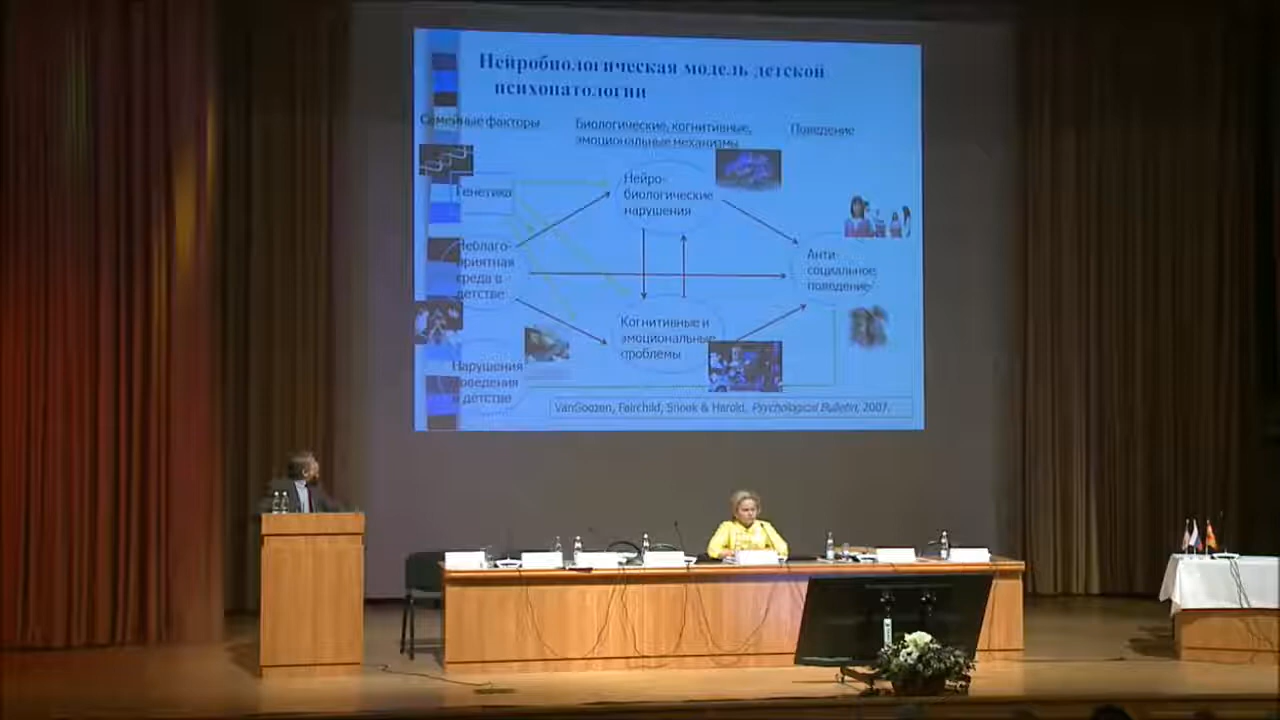 Нейробиологическая модель детской
психопатологии
Семейные факторы
Биологические, когнитивные,
эмоциональные механизмы
Поведение
Генетика
Нейро-
биологические
нарушения
Неблаго-
приятная
среда в
детстве
Анти
социальное
поведение
Когнитивные и
эмоциональные
проблемы
Нарушения
поведения
в детстве
VanGoozen, Fairchild, Snoek & Harold, Psychological Bulletin, 2007.